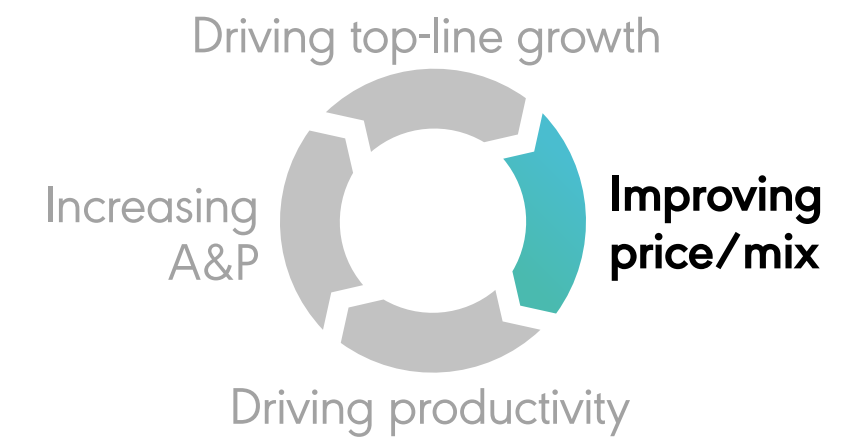 Driving top-line growth
Increasing
A&P
Improving
price/mix
Driving productivity